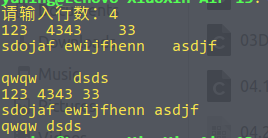 请输入行数：4
123  4343    33
sdojaf ewijfhenn   asdjf

qwqw   dsds
123 4343 33
sdojaf ewijfhenn asdjf

qwqw dsds